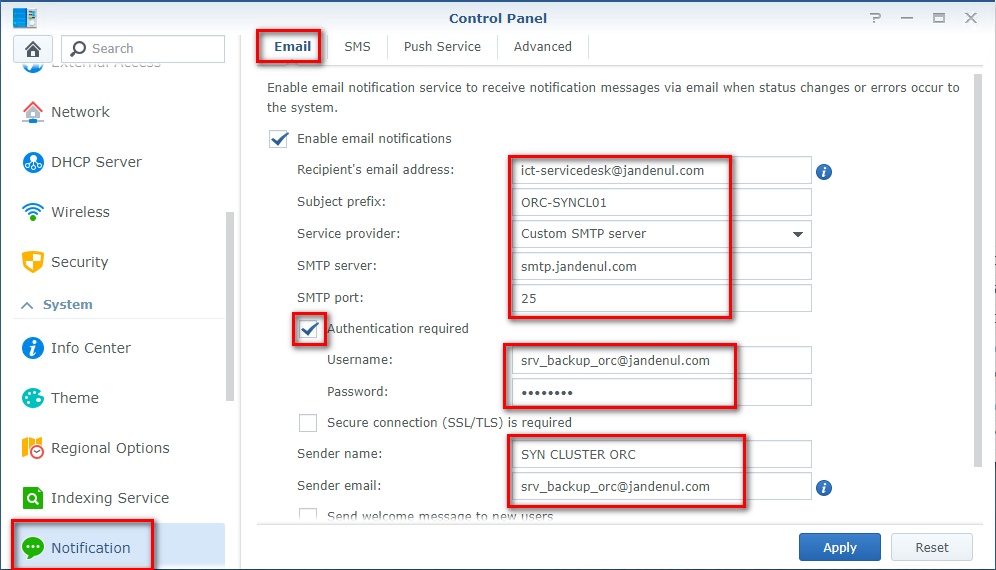 Control Panel
Search
Email
SMS
Push Service
Advanced
External Access
Network
DHCP Server
Wireless
Security
System
Info Center
Theme
Regional Options
Indexing Service
Notification
Enable email notification service to receive notification messages via email when status changes or errors occur to
the system.
Enable email notifications
Recipient's email address: ict-servicedesk@jandenul.com
Subject prefix: ORC-SYNCL01
Service provider: Custom SMTP server
SMTP server: smtp.jandenul.com
SMTP port: 25
Authentication required
Username: srv_backup_orc@jandenul.com
Password: ••••••••
Secure connection (SSL/TLS) is required
Sender name: SYN CLUSTER ORC
Sender email: srv_backup_orc@jandenul.com
Send welcome message to new users
Apply
Reset